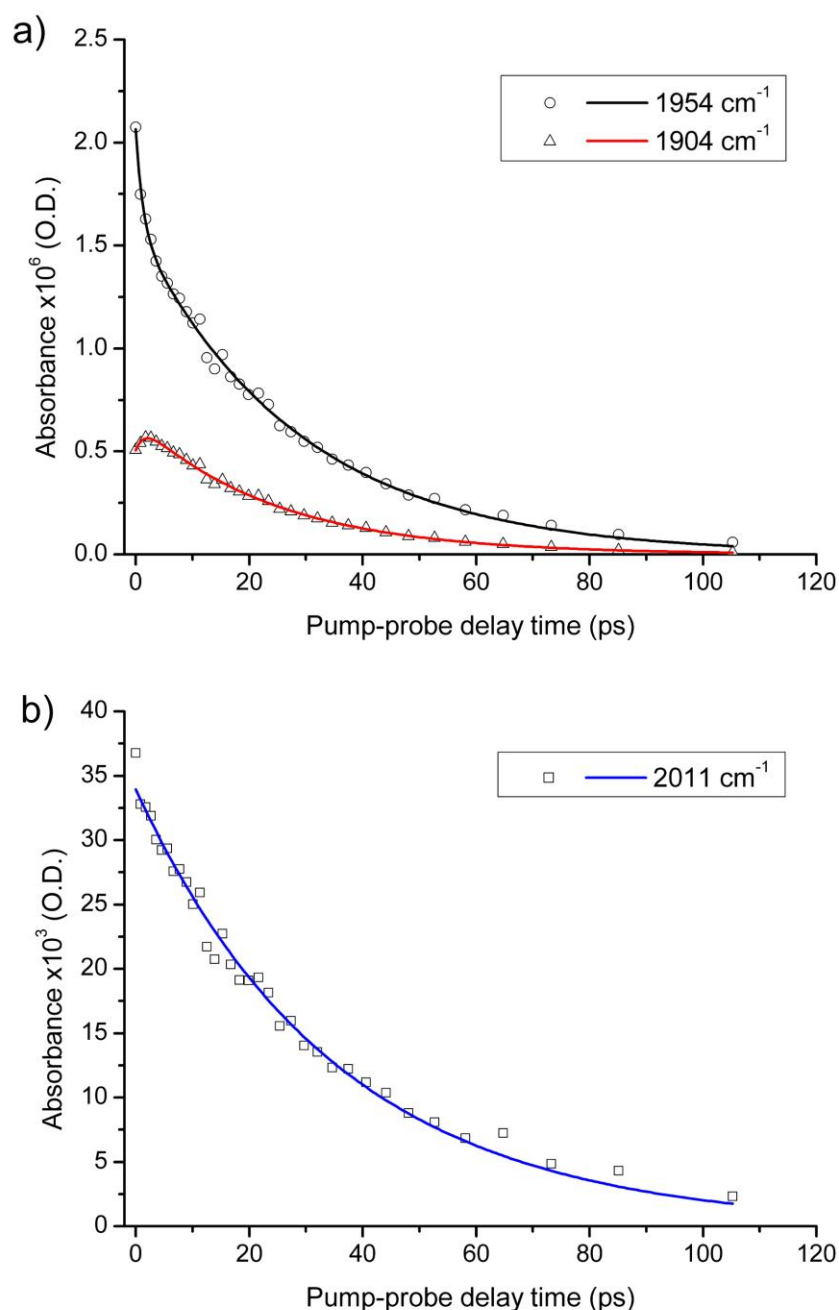 a)
2.5
2.0
1.5
1.0
0.5
0.0
Absorbance x10⁶ (O.D.)
1954 cm⁻¹
1904 cm⁻¹
0 20 40 60 80 100 120
Pump-probe delay time (ps)
b)
40
35
30
25
20
15
10
5
0
Absorbance x10³ (O.D.)
2011 cm⁻¹
0 20 40 60 80 100 120
Pump-probe delay time (ps)